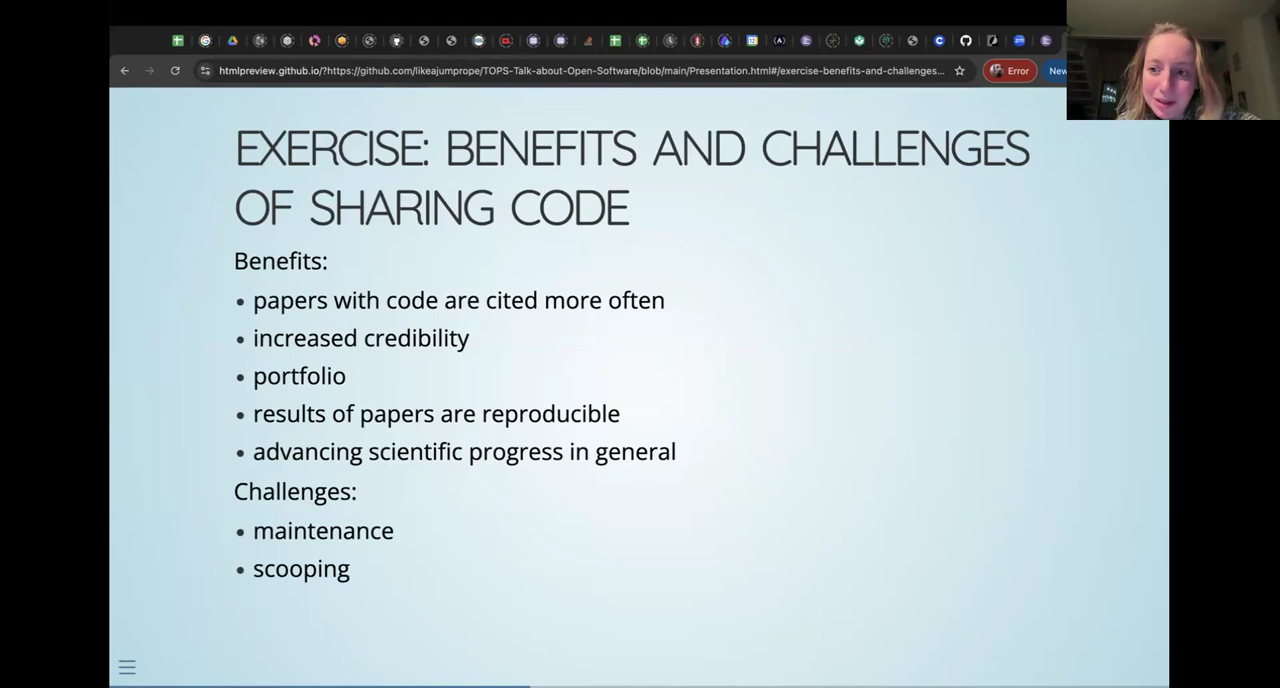 htmlpreview.github.io/?https://github.com/likeajumprope/TOPS-Talk-about-Open-Software/blob/main/Presentation.html#/exercise-benefits-and-challenges...
Error
New
EXERCISE: BENEFITS AND CHALLENGES
OF SHARING CODE
Benefits:
• papers with code are cited more often
• increased credibility
• portfolio
• results of papers are reproducible
• advancing scientific progress in general
Challenges:
• maintenance
• scooping